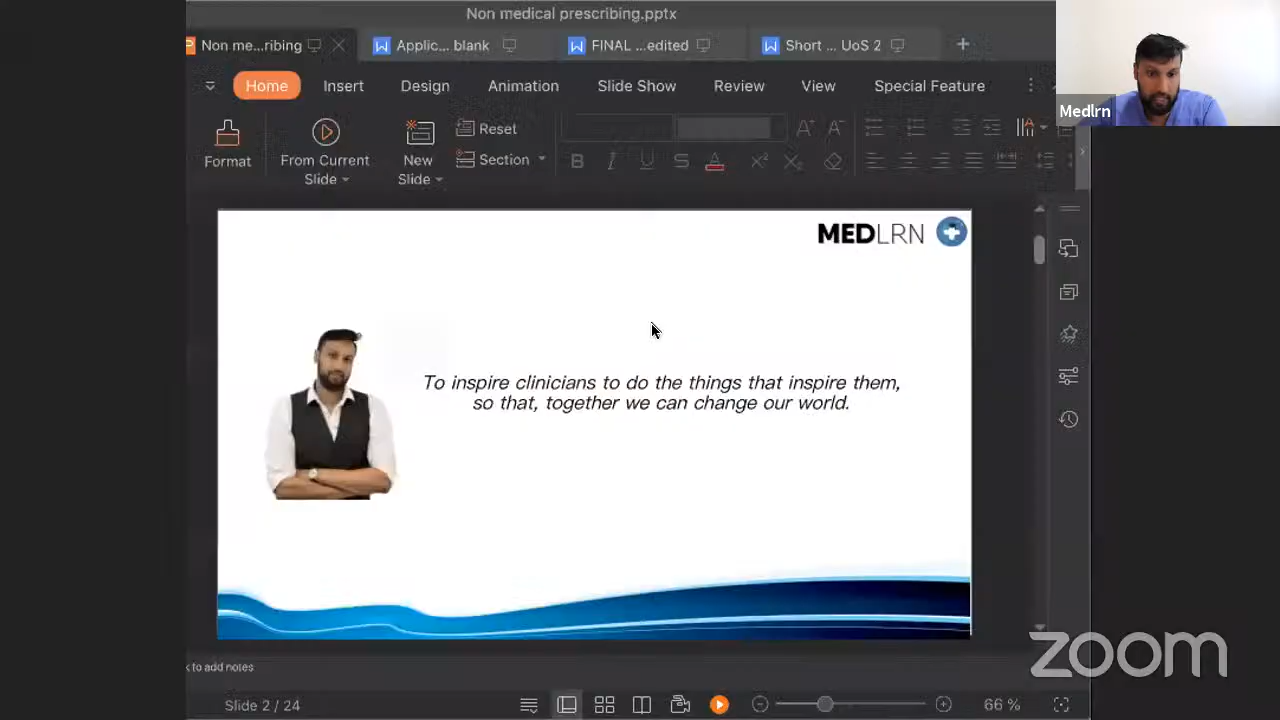 Non medical prescribing.pptx
Non me...ribing
Applic... blank
FINAL ...edited
Short ... UoS 2
Medlrn
Home
Insert
Design
Animation
Slide Show
Review
View
Special Feature
Format
From Current
Slide
New
Slide
Reset
Section
MEDLRN
To inspire clinicians to do the things that inspire them,
so that, together we can change our world.
k to add notes
Slide 2 / 24
66 %
zoom